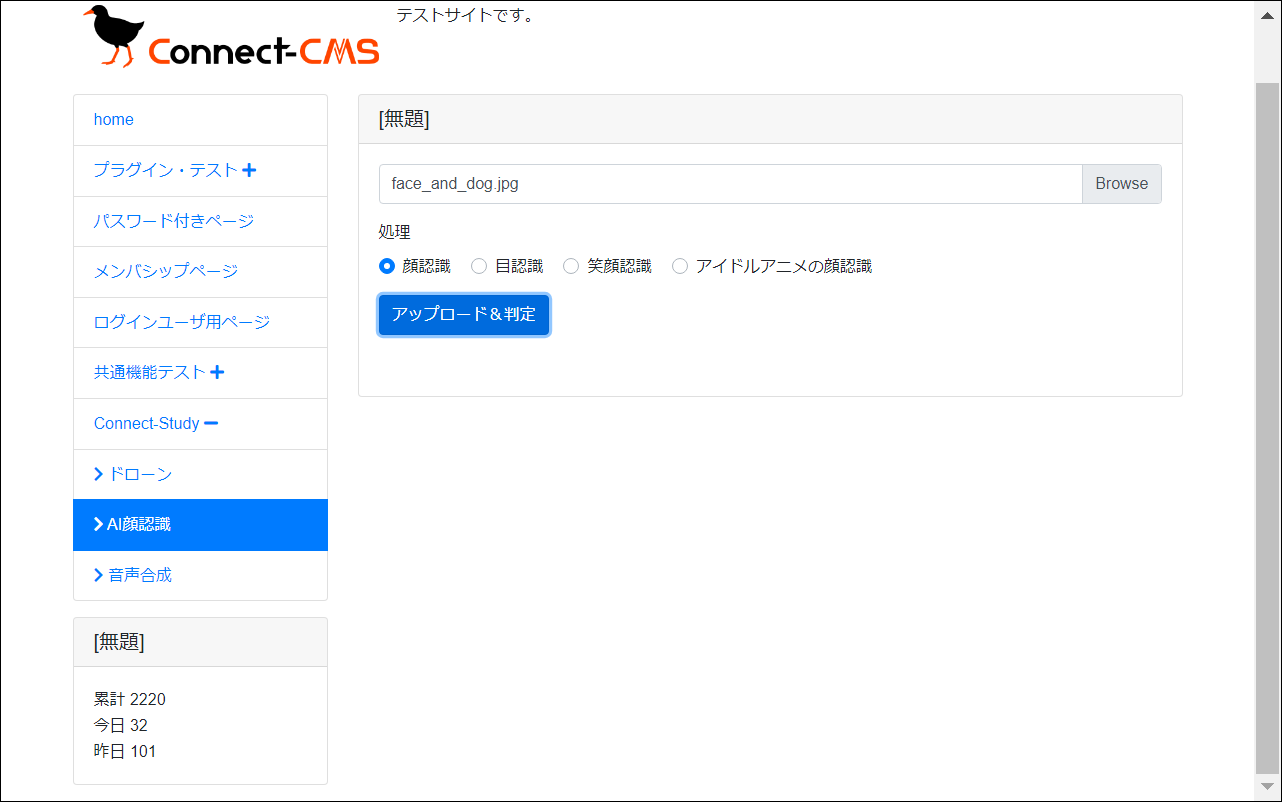 テストサイトです。
Connect-CMS
home
プラグイン・テスト
パスワード付きページ
メンバシップページ
ログインユーザ用ページ
共通機能テスト
Connect-Study
ドローン
AI顔認識
音声合成
[無題]
累計 2220
今日 32
昨日 101
[無題]
face_and_dog.jpg Browse
処理
顔認識 目認識 笑顔認識 アイドルアニメの顔認識
アップロード＆判定